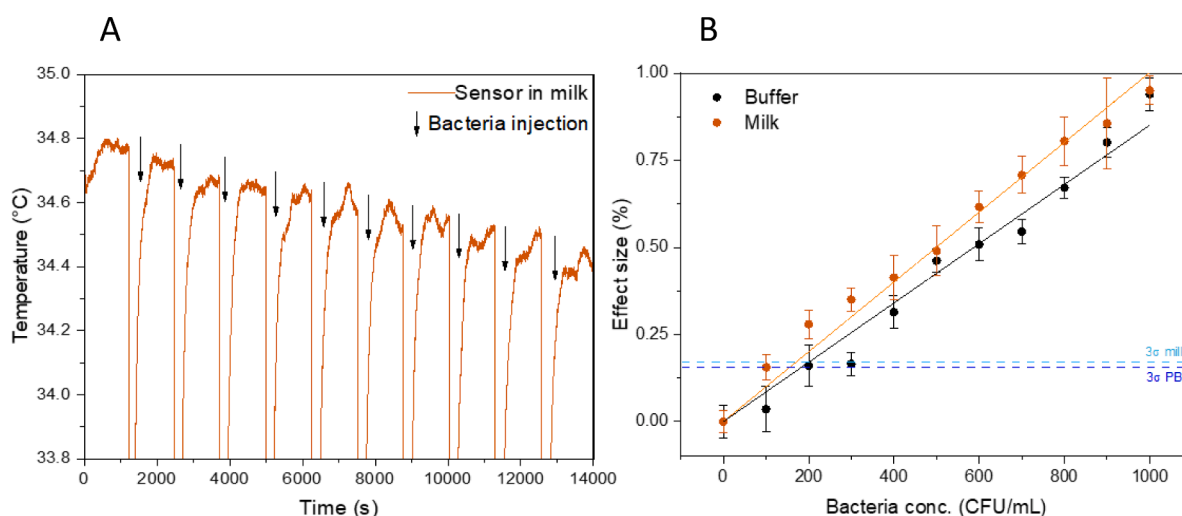 A
B
35.0
34.8
34.6
34.4
34.2
34.0
33.8
0
2000
4000
6000
8000
10000
12000
14000
Temperature (°C)
Time (s)
Sensor in milk
Bacteria injection
1.00
0.75
0.50
0.25
0.00
0
200
400
600
800
1000
Effect size (%)
Bacteria conc. (CFU/mL)
Buffer
Milk
3σ mil
3σ PB